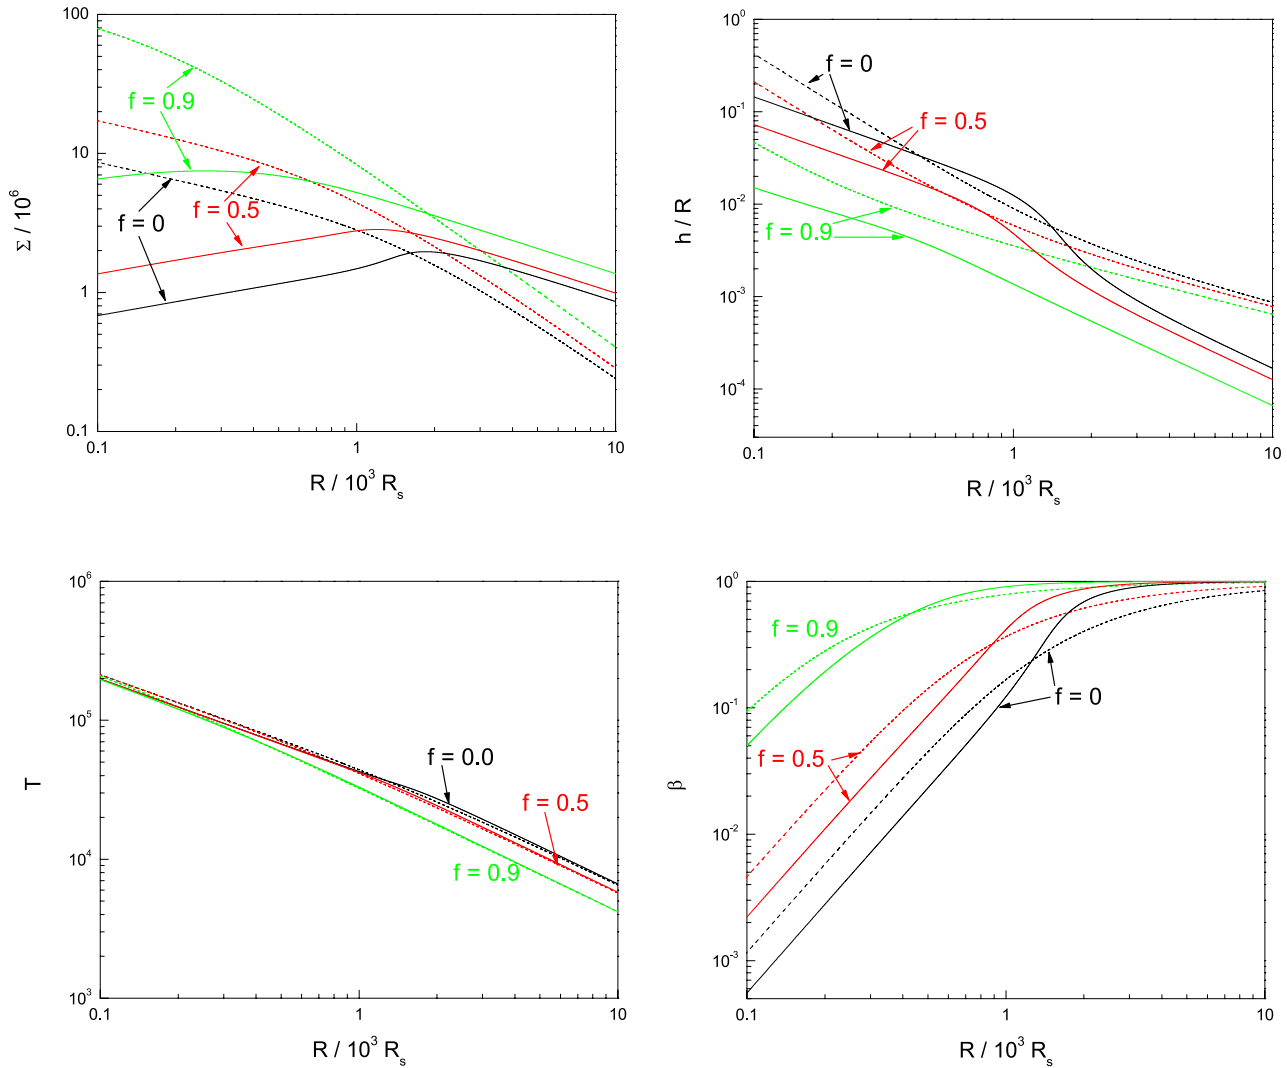 100
10
1
0.1
Σ / 10^6
f = 0.9
f = 0.5
f = 0
0.1 1 10
R / 10^3 R_s
10^0
10^-1
10^-2
10^-3
10^-4
h / R
f = 0
f = 0.5
f = 0.9
0.1 1 10
R / 10^3 R_s
10^6
10^5
10^4
10^3
T
f = 0.0
f = 0.5
f = 0.9
0.1 1 10
R / 10^3 R_s
10^0
10^-1
10^-2
10^-3
β
f = 0.9
f = 0.5
f = 0
0.1 1 10
R / 10^3 R_s